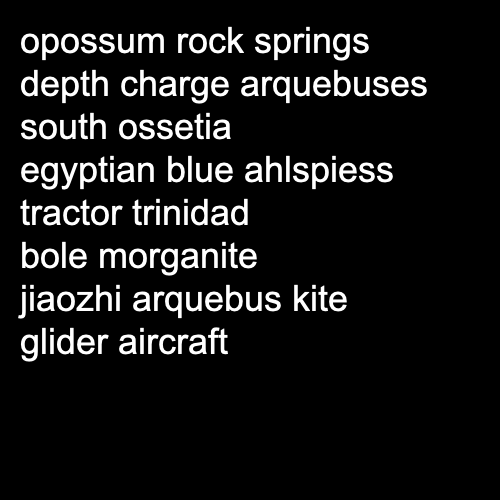 opossum rock springs
depth charge arquebuses
south ossetia
egyptian blue ahlspiess
tractor trinidad
bole morganite
jiaozhi arquebus kite
glider aircraft